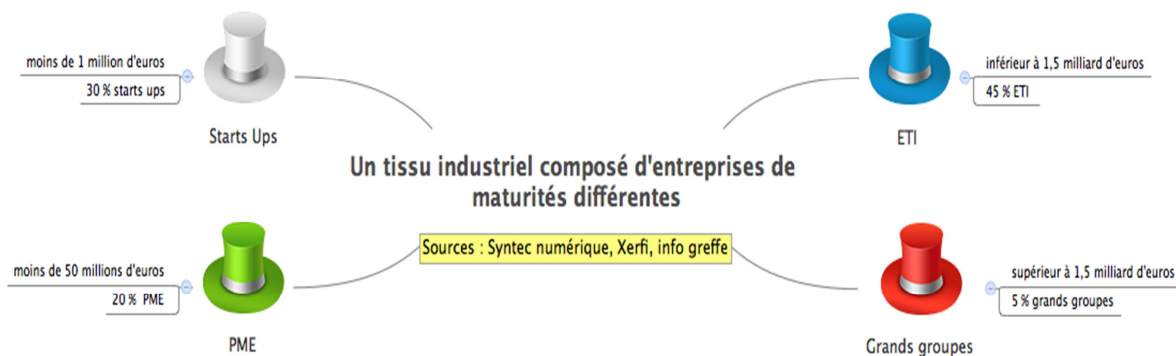 moins de 1 million d'euros
30 % starts ups
Starts Ups
inférieur à 1,5 milliard d'euros
45 % ETI
ETI
Un tissu industriel composé d'entreprises de
maturités différentes
Sources : Syntec numérique, Xerfi, info greffe
moins de 50 millions d'euros
20 % PME
PME
supérieur à 1,5 milliard d'euros
5 % grands groupes
Grands groupes